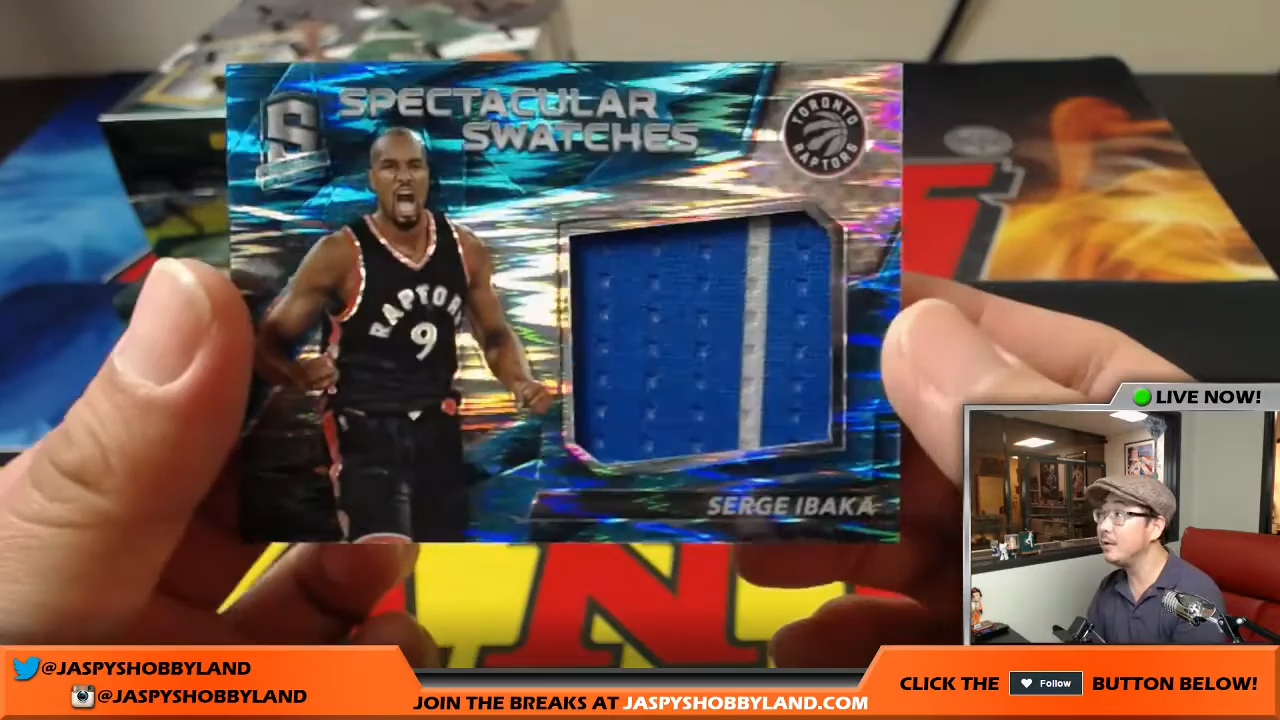 SPECTACULAR
SWATCHES
S
TORONTO
RAPTORS
RAPTOR
9
SERGE IBAKA
LIVE NOW!
@JASPYSHOBBYLAND
@JASPYSHOBBYLAND
JOIN THE BREAKS AT JASPYSHOBBYLAND.COM
CLICK THE Follow BUTTON BELOW!